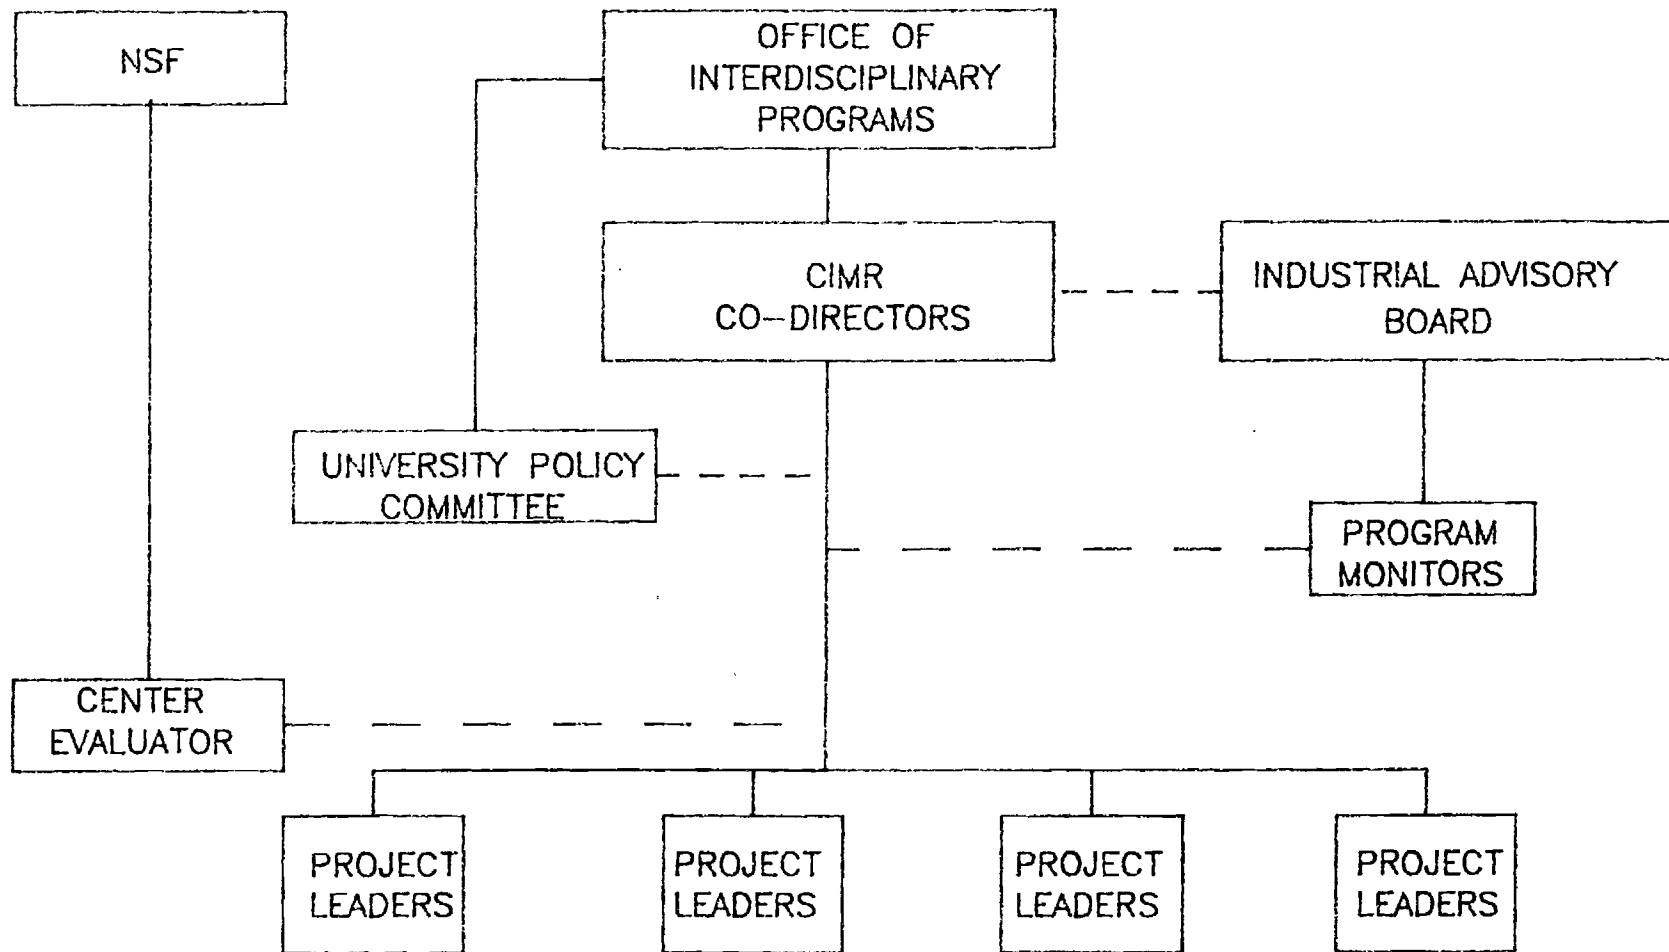 NSF
OFFICE OF
INTERDISCIPLINARY
PROGRAMS
CIMR
CO-DIRECTORS
INDUSTRIAL ADVISORY
BOARD
UNIVERSITY POLICY
COMMITTEE
PROGRAM
MONITORS
CENTER
EVALUATOR
PROJECT
LEADERS
PROJECT
LEADERS
PROJECT
LEADERS
PROJECT
LEADERS